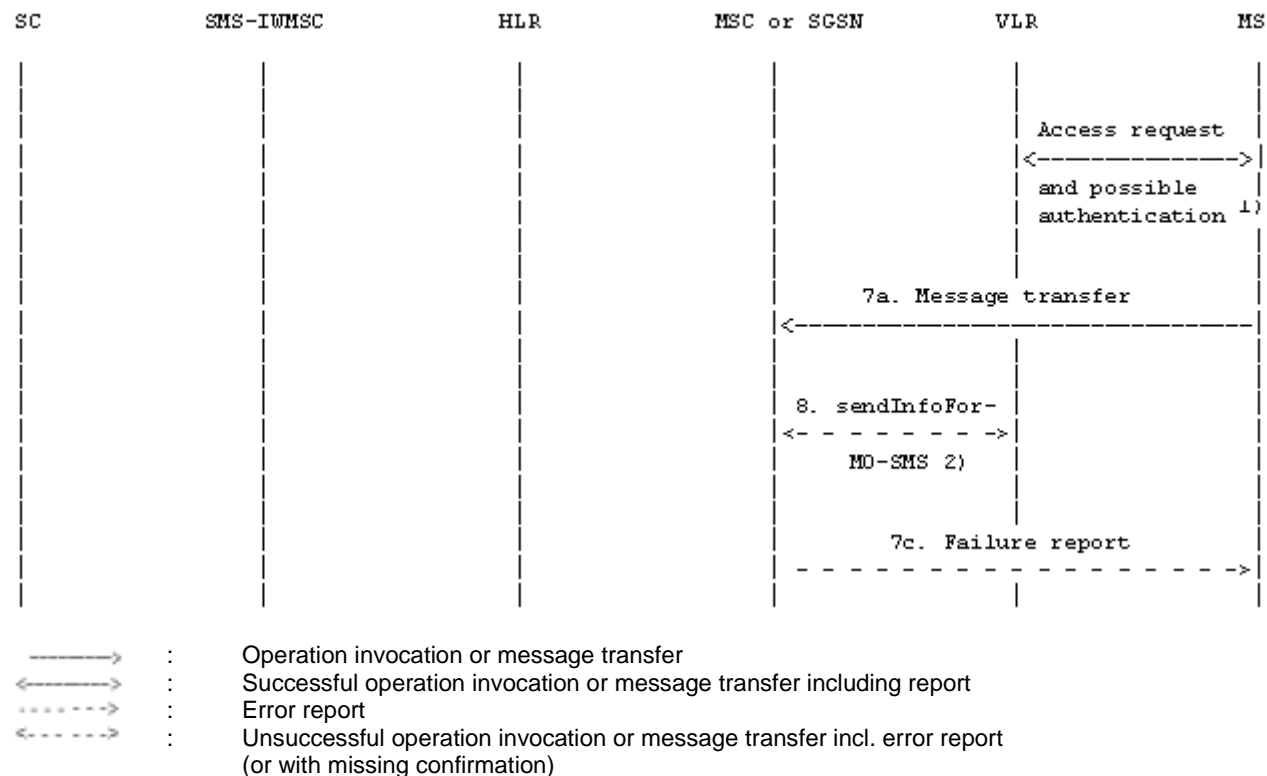 SC SMS-IWMSC HLR MSC or SGSN VLR MS
Access request
and possible
authentication 1)
7a. Message transfer
8. sendInfoFor-
MO-SMS 2)
7c. Failure report
: Operation invocation or message transfer
: Successful operation invocation or message transfer including report
: Error report
: Unsuccessful operation invocation or message transfer incl. error report
(or with missing confirmation)